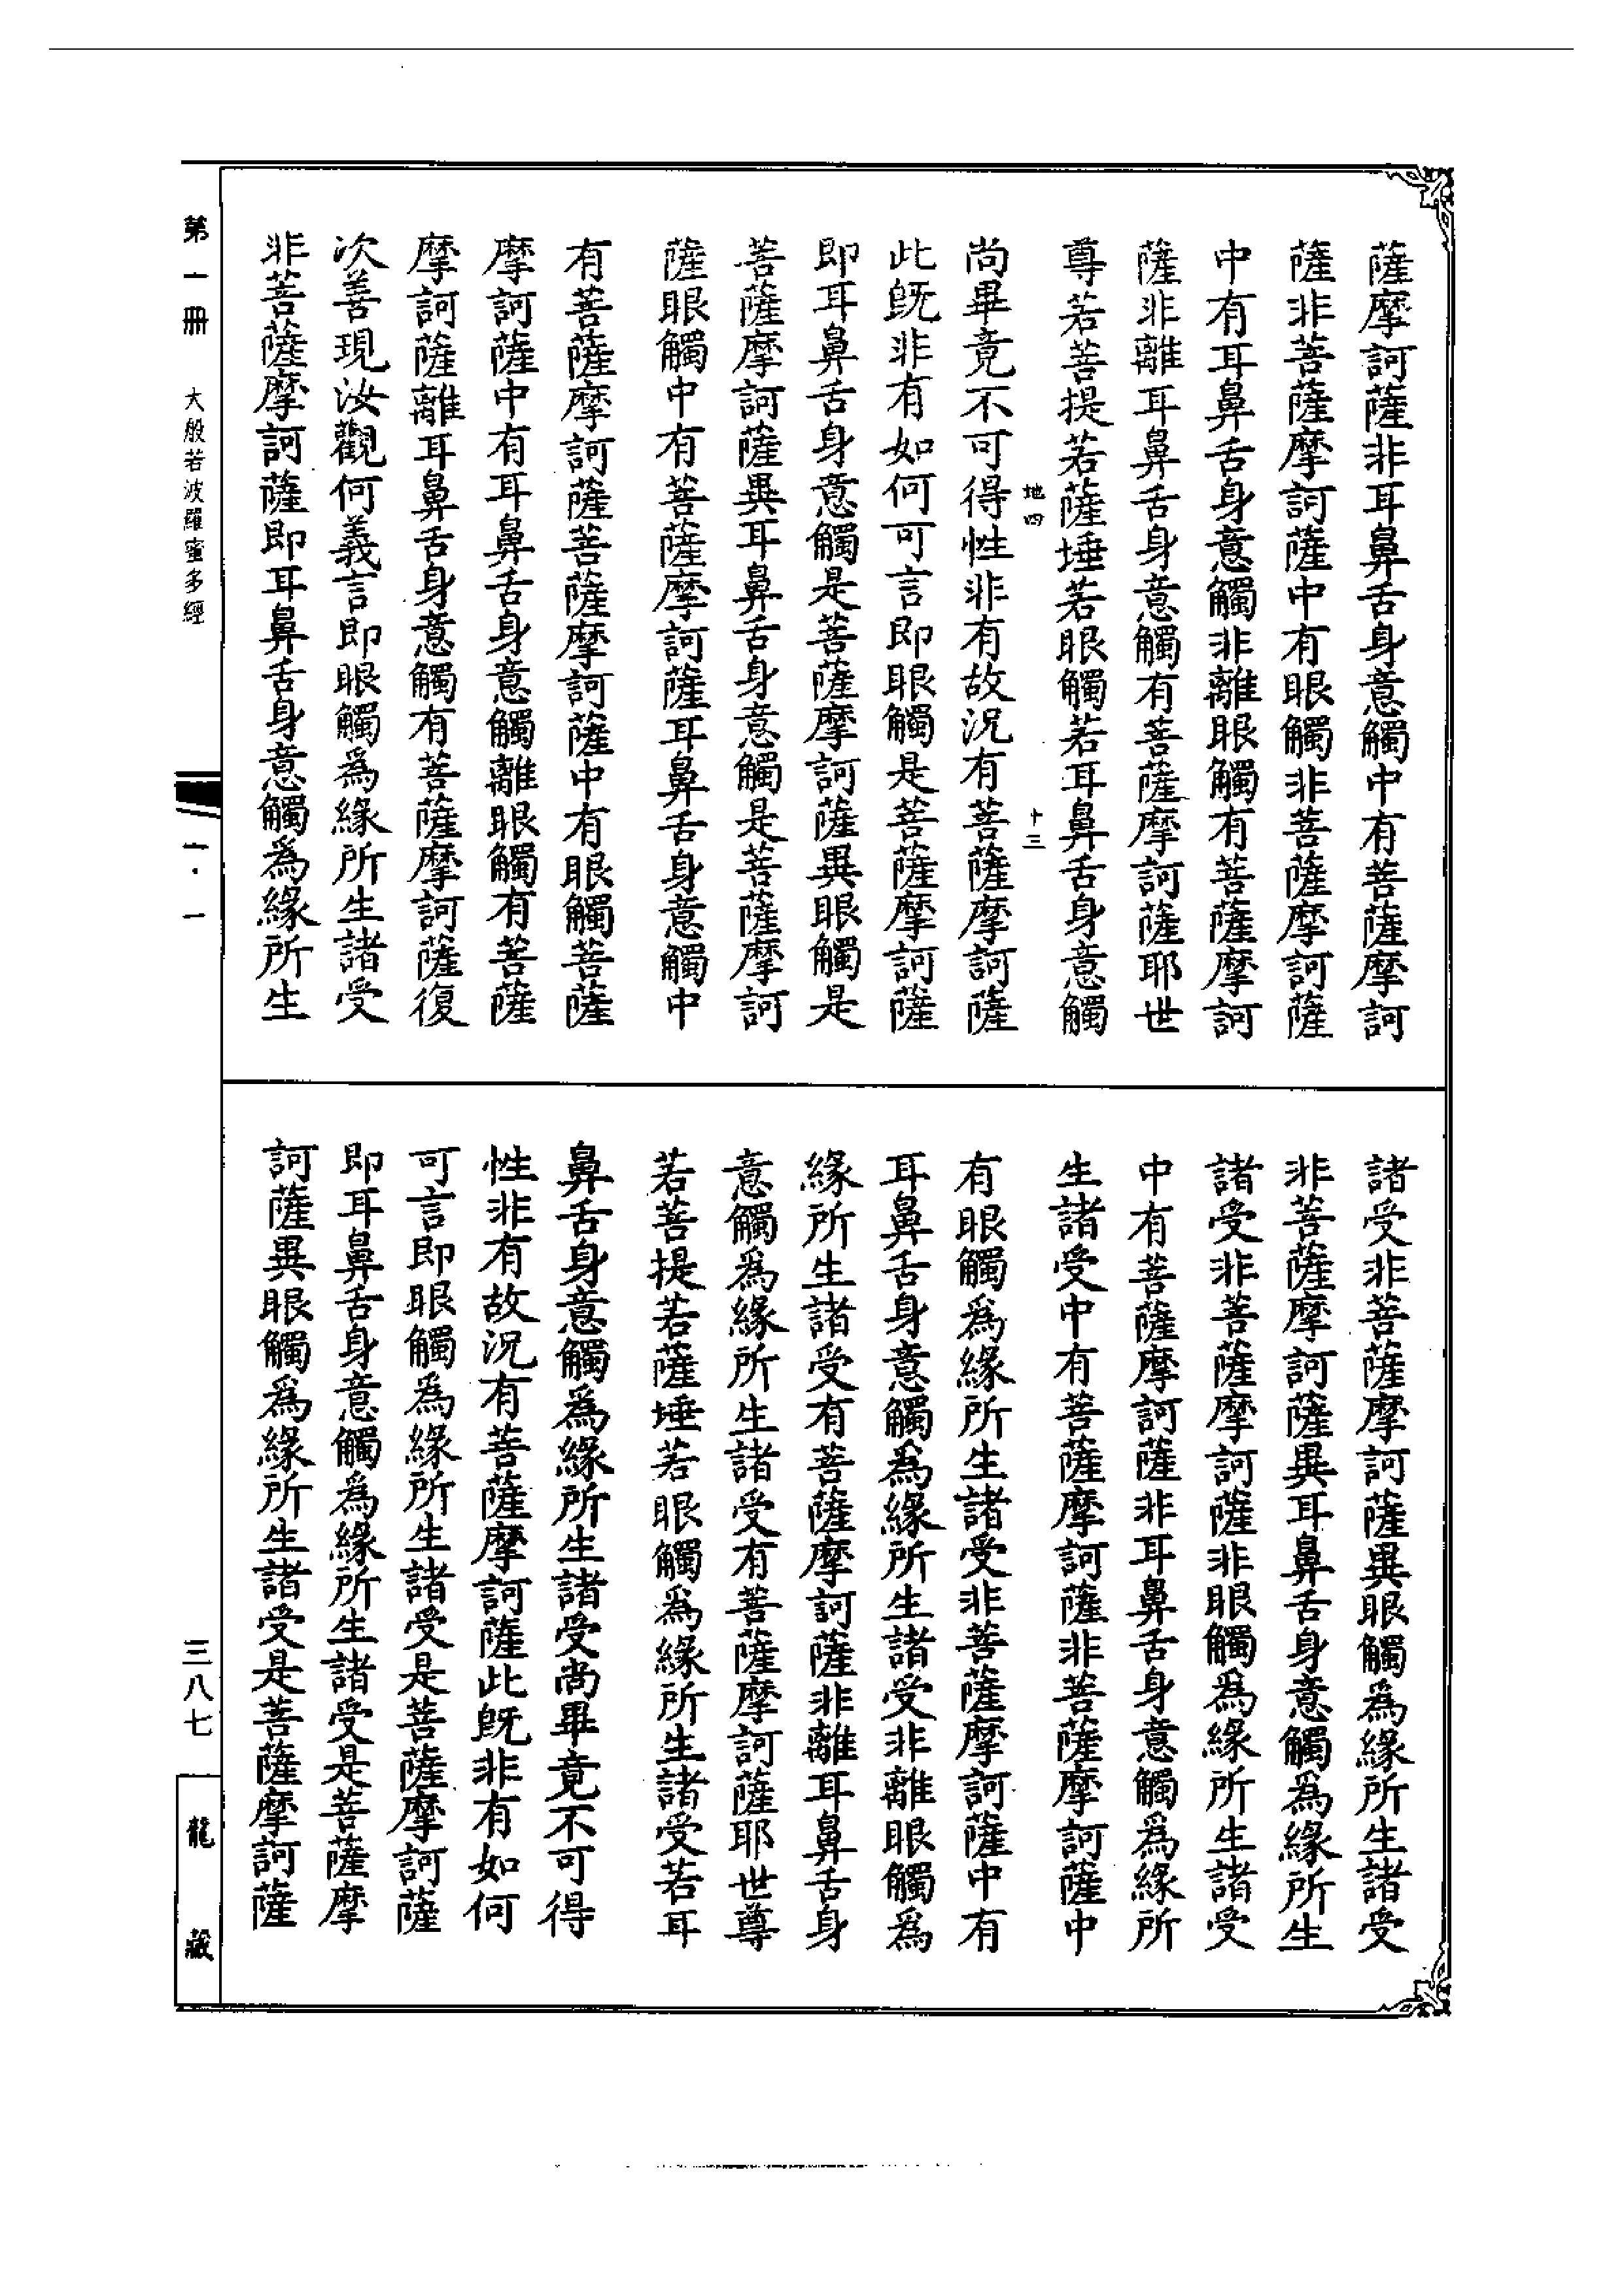 薩摩訶薩非耳鼻舌身意觸中有菩薩摩訶
薩非菩薩摩訶薩中有眼觸非菩薩摩訶薩
中有耳鼻舌身意觸非離眼觸有菩薩摩訶
薩非離耳鼻舌身意觸有菩薩摩訶薩耶世
尊若菩提若薩埵若眼觸若耳鼻舌身意觸
地四 十三
尚畢竟不可得性非有故況有菩薩摩訶薩
此旣非有如何可言即眼觸是菩薩摩訶薩
即耳鼻舌身意觸是菩薩摩訶薩異眼觸是
菩薩摩訶薩異耳鼻舌身意觸是菩薩摩訶
薩眼觸中有菩薩摩訶薩耳鼻舌身意觸中
有菩薩摩訶薩菩薩摩訶薩中有眼觸菩薩
摩訶薩中有耳鼻舌身意觸離眼觸有菩薩
摩訶薩離耳鼻舌身意觸有菩薩摩訶薩復
次善現汝觀何義言即眼觸爲緣所生諸受
非菩薩摩訶薩即耳鼻舌身意觸爲緣所生
諸受非菩薩摩訶薩異眼觸爲緣所生諸受
非菩薩摩訶薩異耳鼻舌身意觸爲緣所生
諸受非菩薩摩訶薩非眼觸爲緣所生諸受
中有菩薩摩訶薩非耳鼻舌身意觸爲緣所
生諸受中有菩薩摩訶薩非菩薩摩訶薩中
有眼觸爲緣所生諸受非菩薩摩訶薩中有
耳鼻舌身意觸爲緣所生諸受非離眼觸爲
緣所生諸受有菩薩摩訶薩非離耳鼻舌身
意觸爲緣所生諸受有菩薩摩訶薩耶世尊
若菩提若薩埵若眼觸爲緣所生諸受若耳
鼻舌身意觸爲緣所生諸受尚畢竟不可得
性非有故況有菩薩摩訶薩此旣非有如何
可言即眼觸爲緣所生諸受是菩薩摩訶薩
即耳鼻舌身意觸爲緣所生諸受是菩薩摩
訶薩異眼觸爲緣所生諸受是菩薩摩訶薩
第一冊 大般若波羅蜜多經
一·一
三八七
龍藏